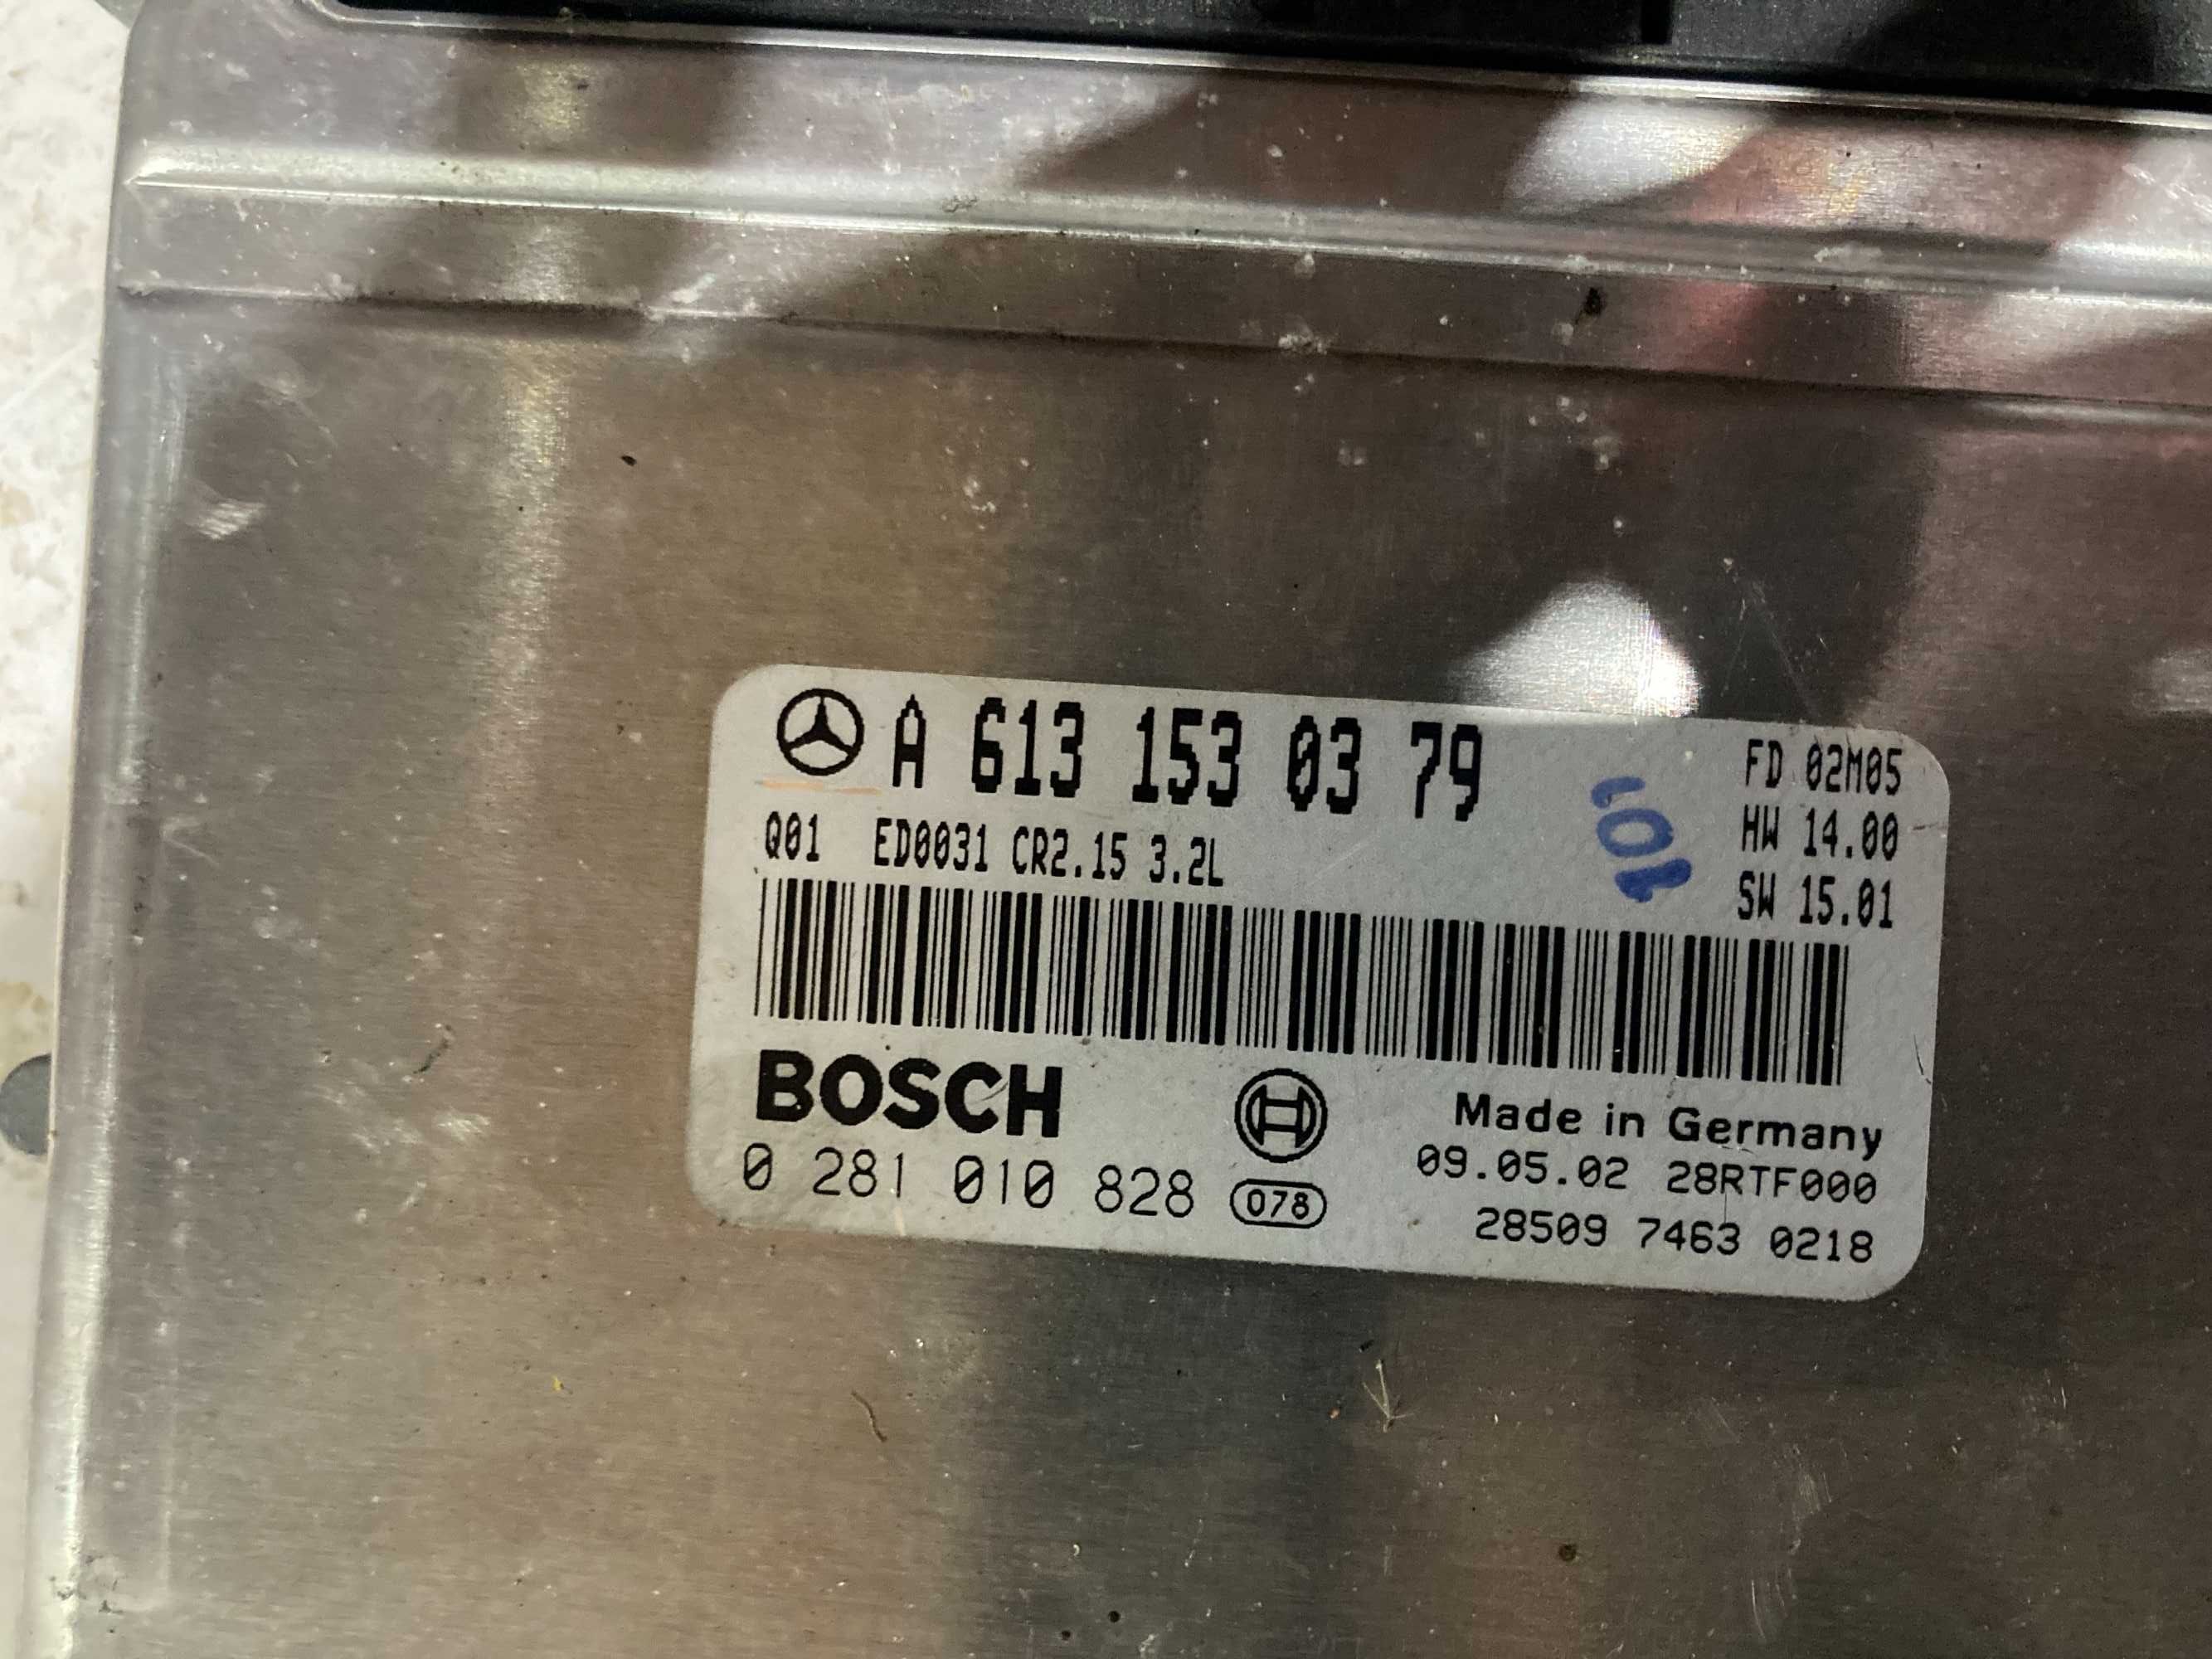 A 613 153 03 79
FD 02M05
HW 14.00
SW 15.01
Q01 ED0031 CR2.15 3.2L
101
BOSCH
Made in Germany
0 281 010 828 078
09.05.02 28RTF000
28509 7463 0218